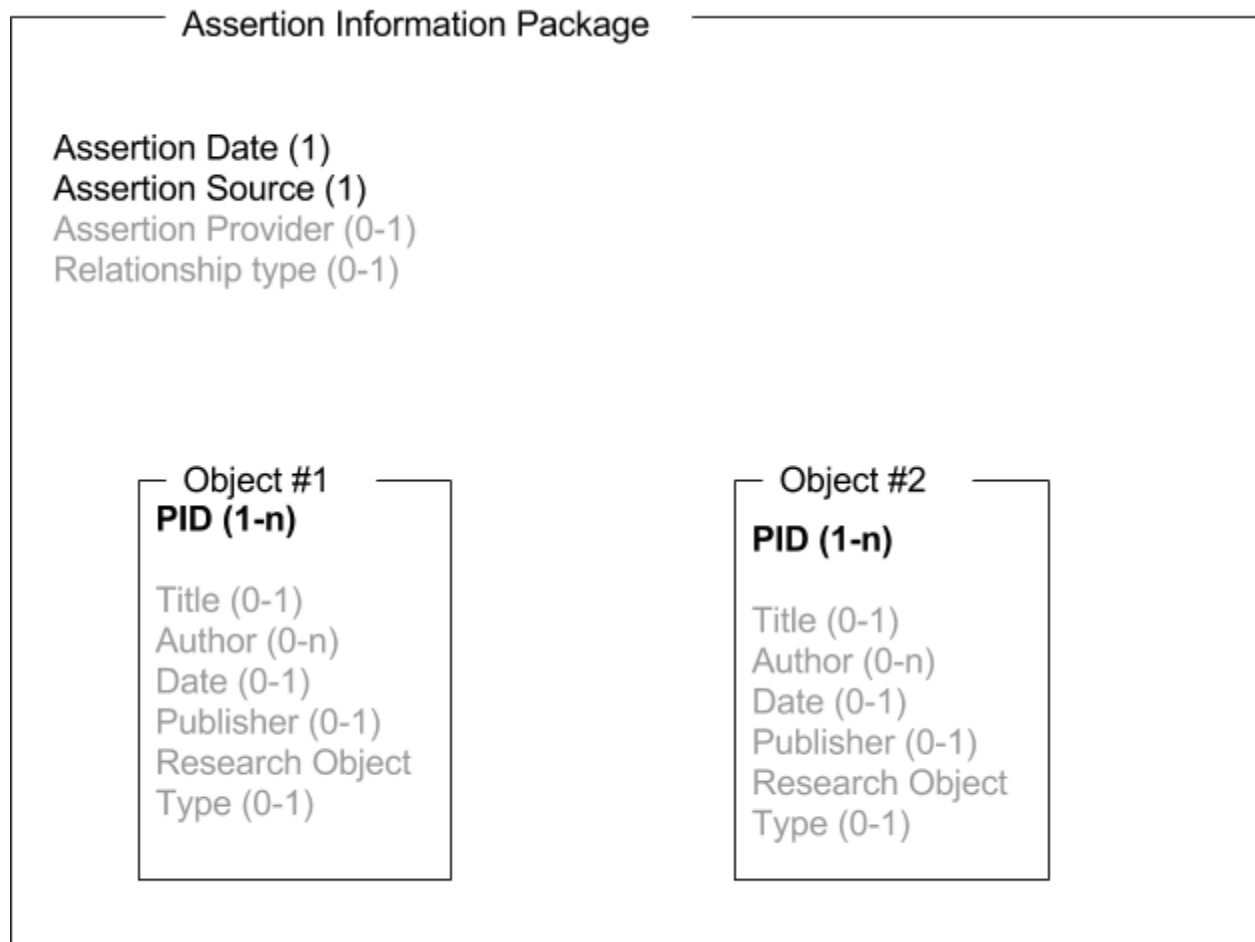 Assertion Information Package
Assertion Date (1)
Assertion Source (1)
Assertion Provider (0-1)
Relationship type (0-1)
Object #1
PID (1-n)
Title (0-1)
Author (0-n)
Date (0-1)
Publisher (0-1)
Research Object
Type (0-1)
Object #2
PID (1-n)
Title (0-1)
Author (0-n)
Date (0-1)
Publisher (0-1)
Research Object
Type (0-1)